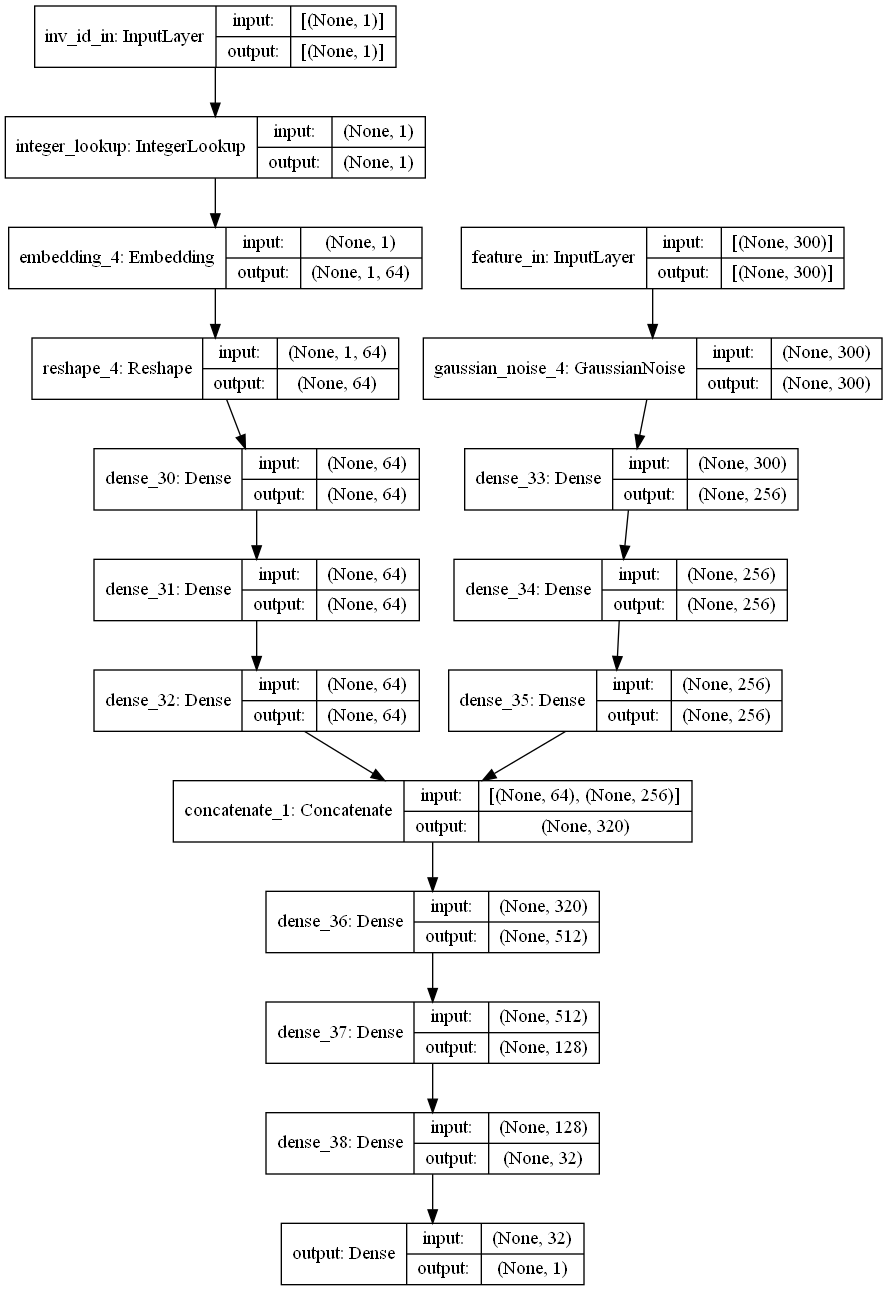 inv_id_in: InputLayer
input: [(None, 1)]
output: [(None, 1)]
integer_lookup: IntegerLookup
input: (None, 1)
output: (None, 1)
embedding_4: Embedding
input: (None, 1)
output: (None, 1, 64)
feature_in: InputLayer
input: [(None, 300)]
output: [(None, 300)]
reshape_4: Reshape
input: (None, 1, 64)
output: (None, 64)
gaussian_noise_4: GaussianNoise
input: (None, 300)
output: (None, 300)
dense_30: Dense
input: (None, 64)
output: (None, 64)
dense_33: Dense
input: (None, 300)
output: (None, 256)
dense_31: Dense
input: (None, 64)
output: (None, 64)
dense_34: Dense
input: (None, 256)
output: (None, 256)
dense_32: Dense
input: (None, 64)
output: (None, 64)
dense_35: Dense
input: (None, 256)
output: (None, 256)
concatenate_1: Concatenate
input: [(None, 64), (None, 256)]
output: (None, 320)
dense_36: Dense
input: (None, 320)
output: (None, 512)
dense_37: Dense
input: (None, 512)
output: (None, 128)
dense_38: Dense
input: (None, 128)
output: (None, 32)
output: Dense
input: (None, 32)
output: (None, 1)